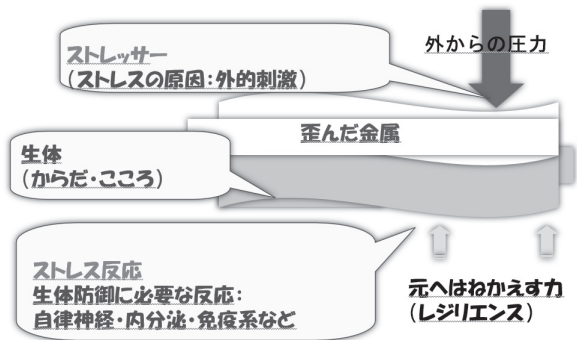 ストレッサー
(ストレスの原因:外的刺激)
外からの圧力
歪んだ金属
生体
(からだ・こころ)
ストレス反応
生体防御に必要な反応:
自律神経・内分泌・免疫系など
元へはねかえす力
(レジリエンス)